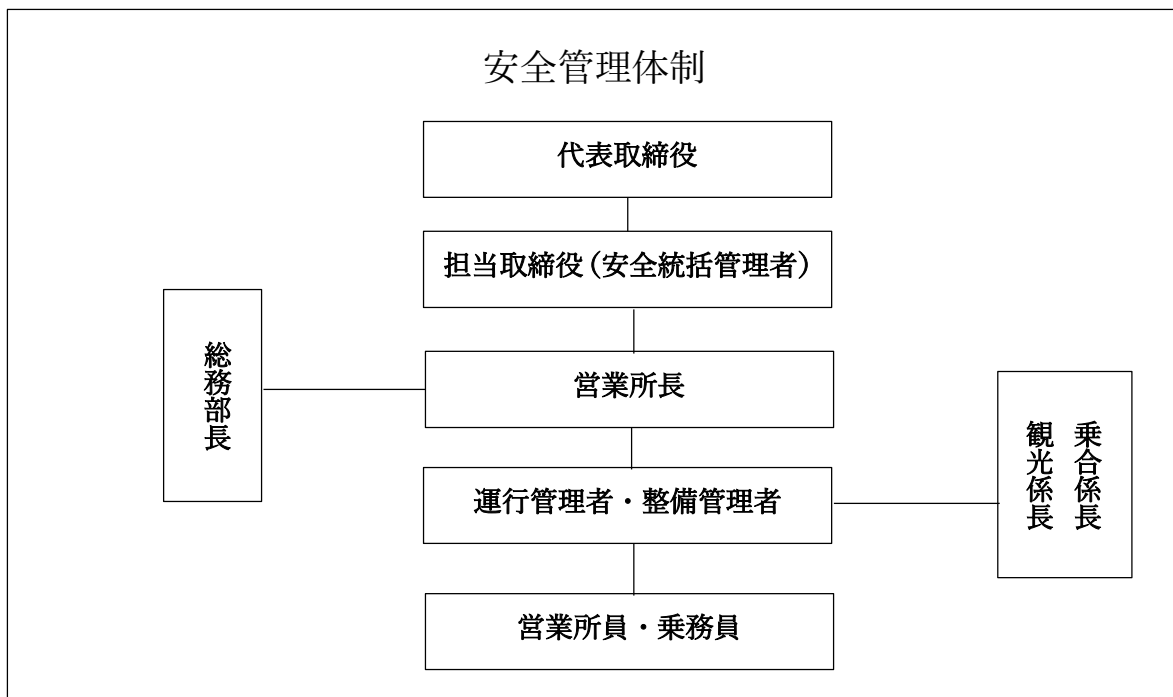 安全管理体制
代表取締役
担当取締役（安全統括管理者）
総務部長
営業所長
運行管理者・整備管理者
乗合係長
観光係長
営業所員・乗務員